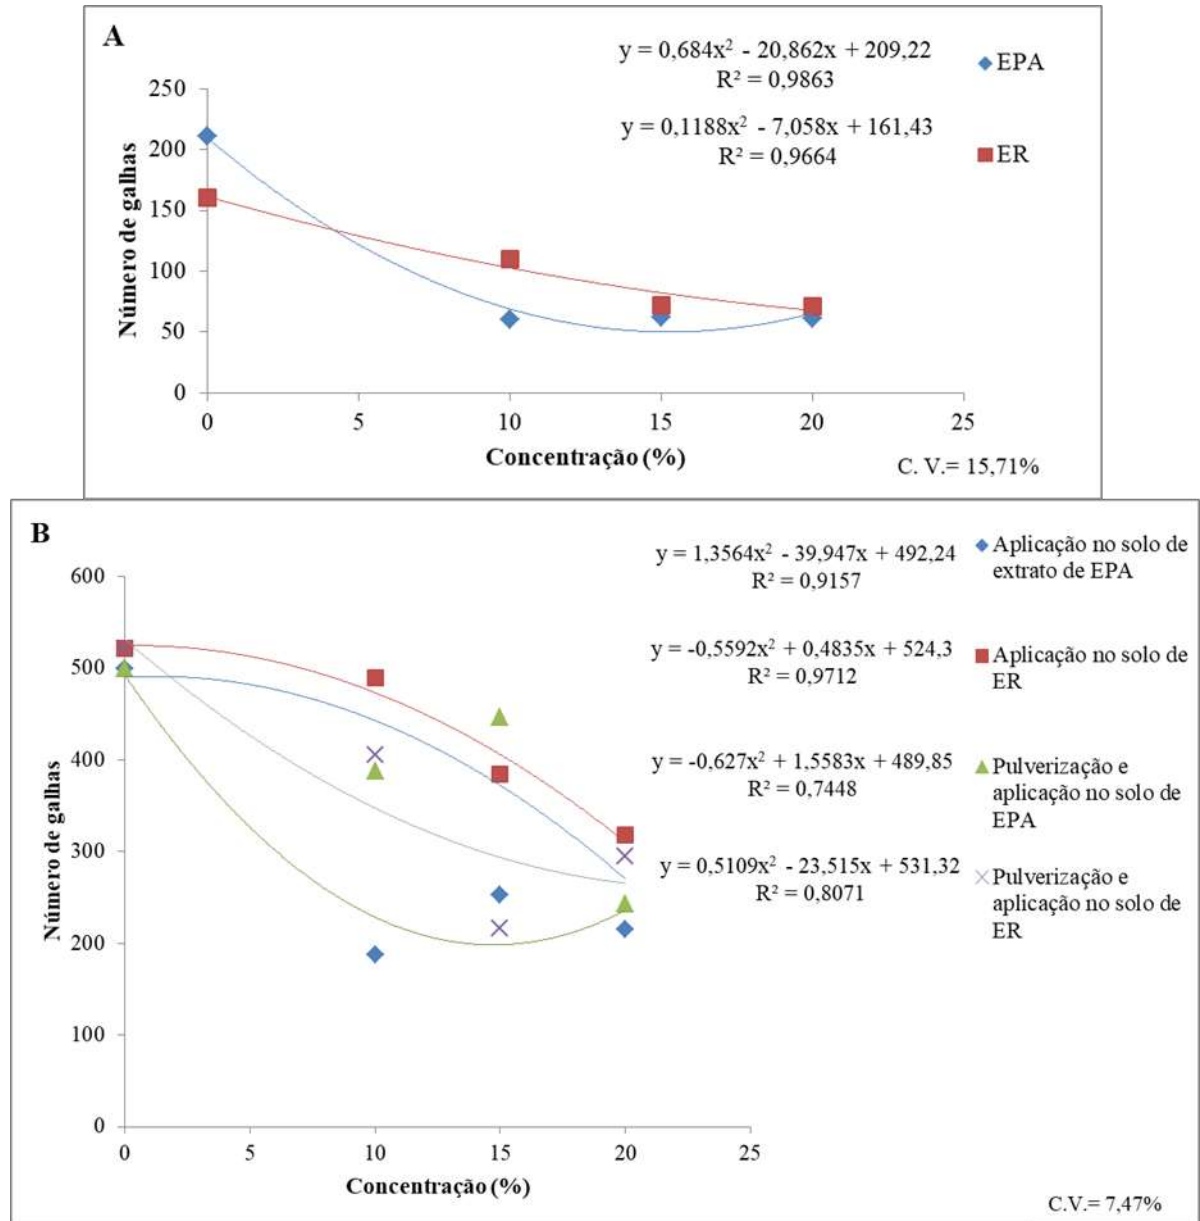 A
y = 0,684x² - 20,862x + 209,22
R² = 0,9863
EPA
y = 0,1188x² - 7,058x + 161,43
R² = 0,9664
ER
Número de galhas
250
200
150
100
50
0
0 5 10 15 20 25
Concentração (%)
C. V.= 15,71%
B
y = 1,3564x² - 39,947x + 492,24
R² = 0,9157
Aplicação no solo de
extrato de EPA
y = -0,5592x² + 0,4835x + 524,3
R² = 0,9712
Aplicação no solo de
ER
y = -0,627x² + 1,5583x + 489,85
R² = 0,7448
Pulverização e
aplicação no solo de
EPA
y = 0,5109x² - 23,515x + 531,32
R² = 0,8071
Pulverização e
aplicação no solo de
ER
Número de galhas
600
500
400
300
200
100
0
0 5 10 15 20 25
Concentração (%)
C.V.= 7,47%